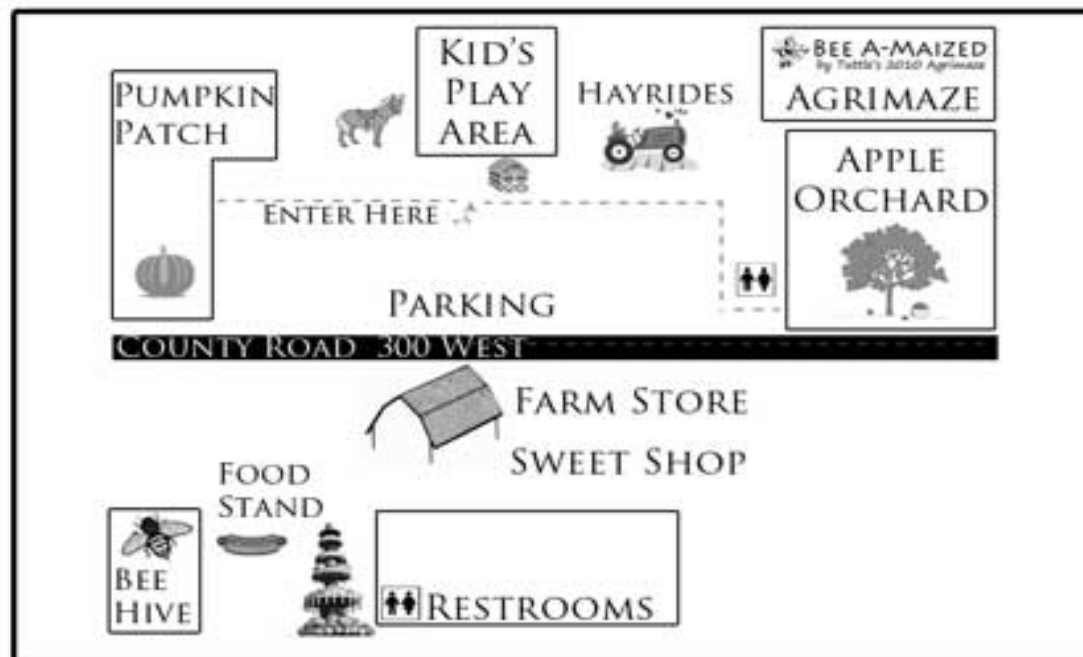 PUMPKIN
PATCH
KID'S
PLAY
AREA
HAYRIDES
BEE A-MAIZED
by Tuttle's 2010 Agrimaze
AGRIMAZE
APPLE
ORCHARD
ENTER HERE
PARKING
COUNTY ROAD 300 WEST
FARM STORE
SWEET SHOP
FOOD
STAND
BEE
HIVE
RESTROOMS